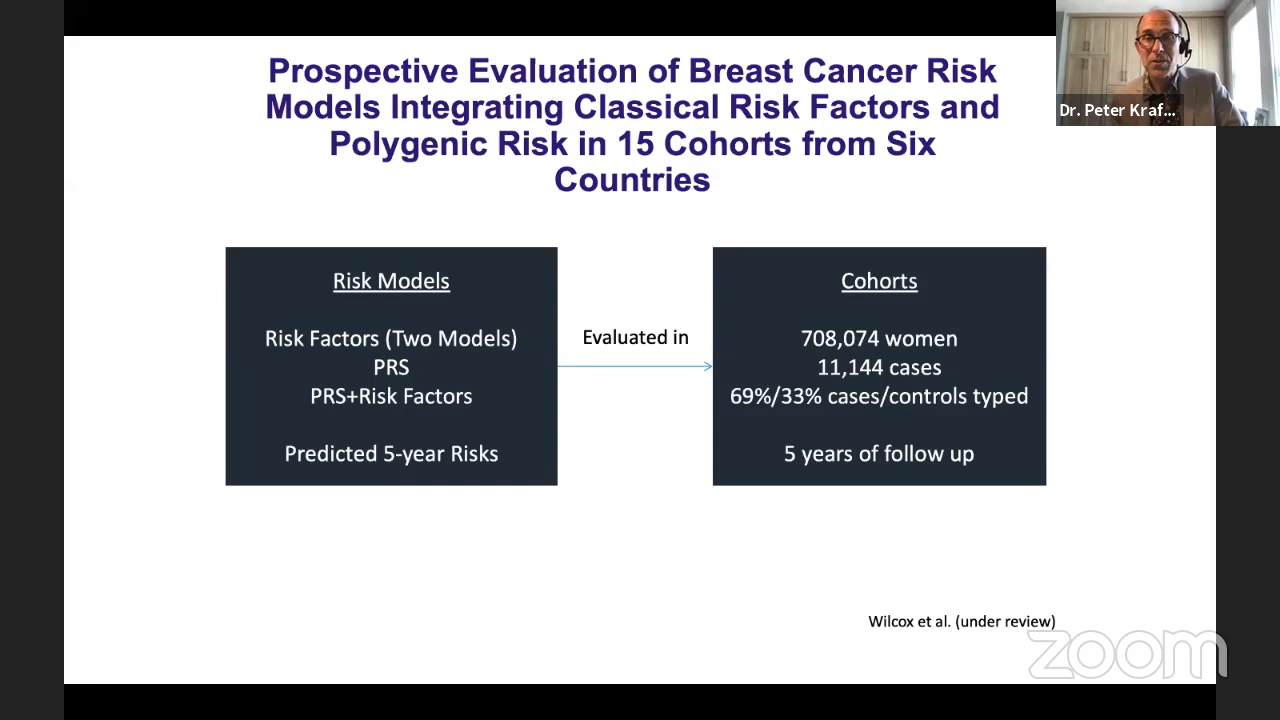 Prospective Evaluation of Breast Cancer Risk
Models Integrating Classical Risk Factors and
Polygenic Risk in 15 Cohorts from Six
Countries
Dr. Peter Kraf...
Risk Models
Risk Factors (Two Models)
PRS
PRS+Risk Factors
Predicted 5-year Risks
Evaluated in
Cohorts
708,074 women
11,144 cases
69%/33% cases/controls typed
5 years of follow up
Wilcox et al. (under review)
zoom